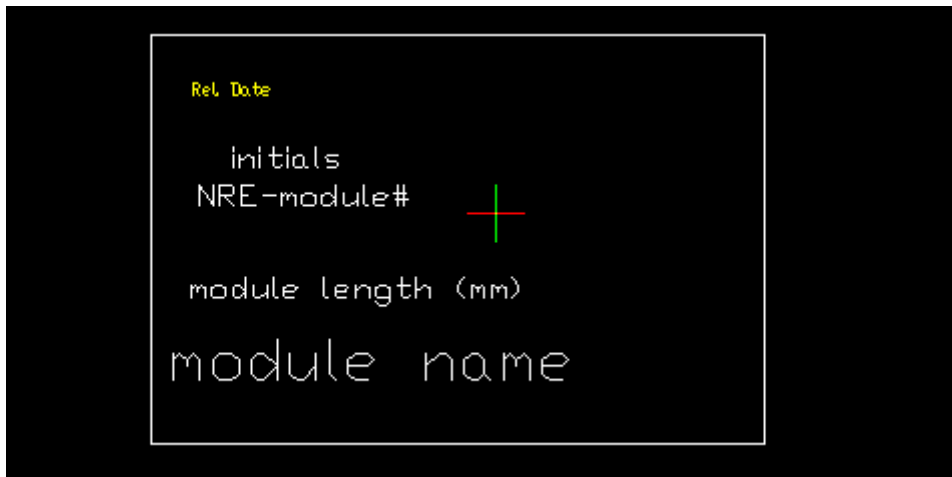 Rel Date
initials
NRE-module#
module length (mm)
module name